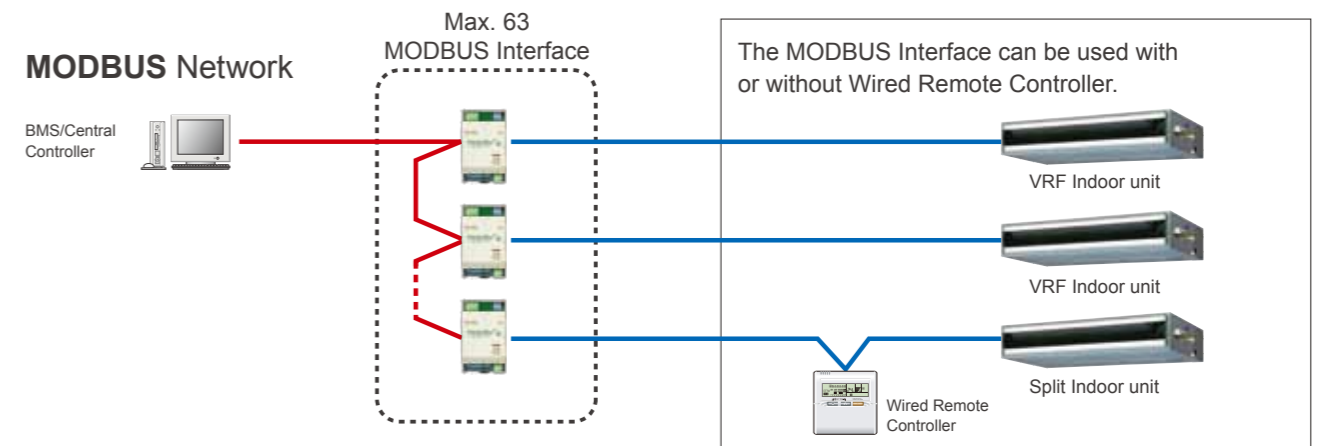 Max. 63
MODBUS Interface
MODBUS Network
BMS/Central
Controller
The MODBUS Interface can be used with
or without Wired Remote Controller.
VRF Indoor unit
VRF Indoor unit
Split Indoor unit
Wired Remote
Controller